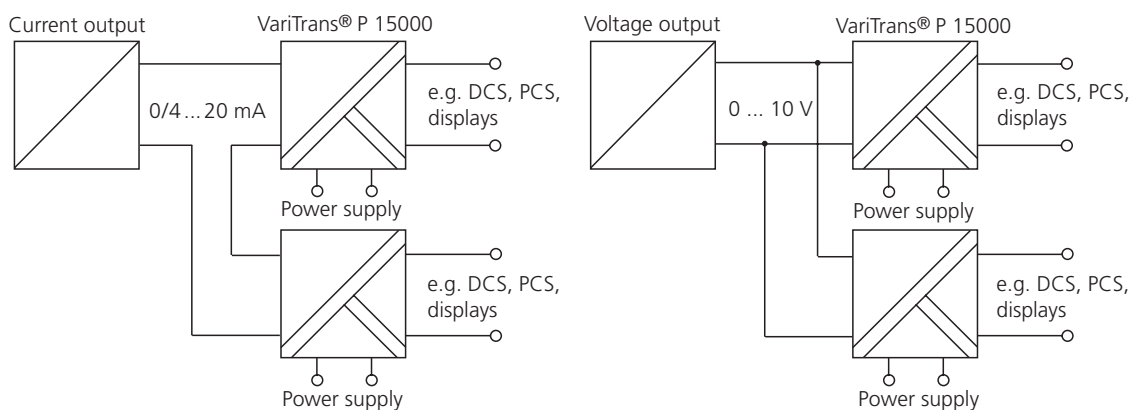 Current output
VariTrans® P 15000
0/4 ... 20 mA
e.g. DCS, PCS,
displays
Power supply
e.g. DCS, PCS,
displays
Power supply
Voltage output
VariTrans® P 15000
0 ... 10 V
e.g. DCS, PCS,
displays
Power supply
e.g. DCS, PCS,
displays
Power supply